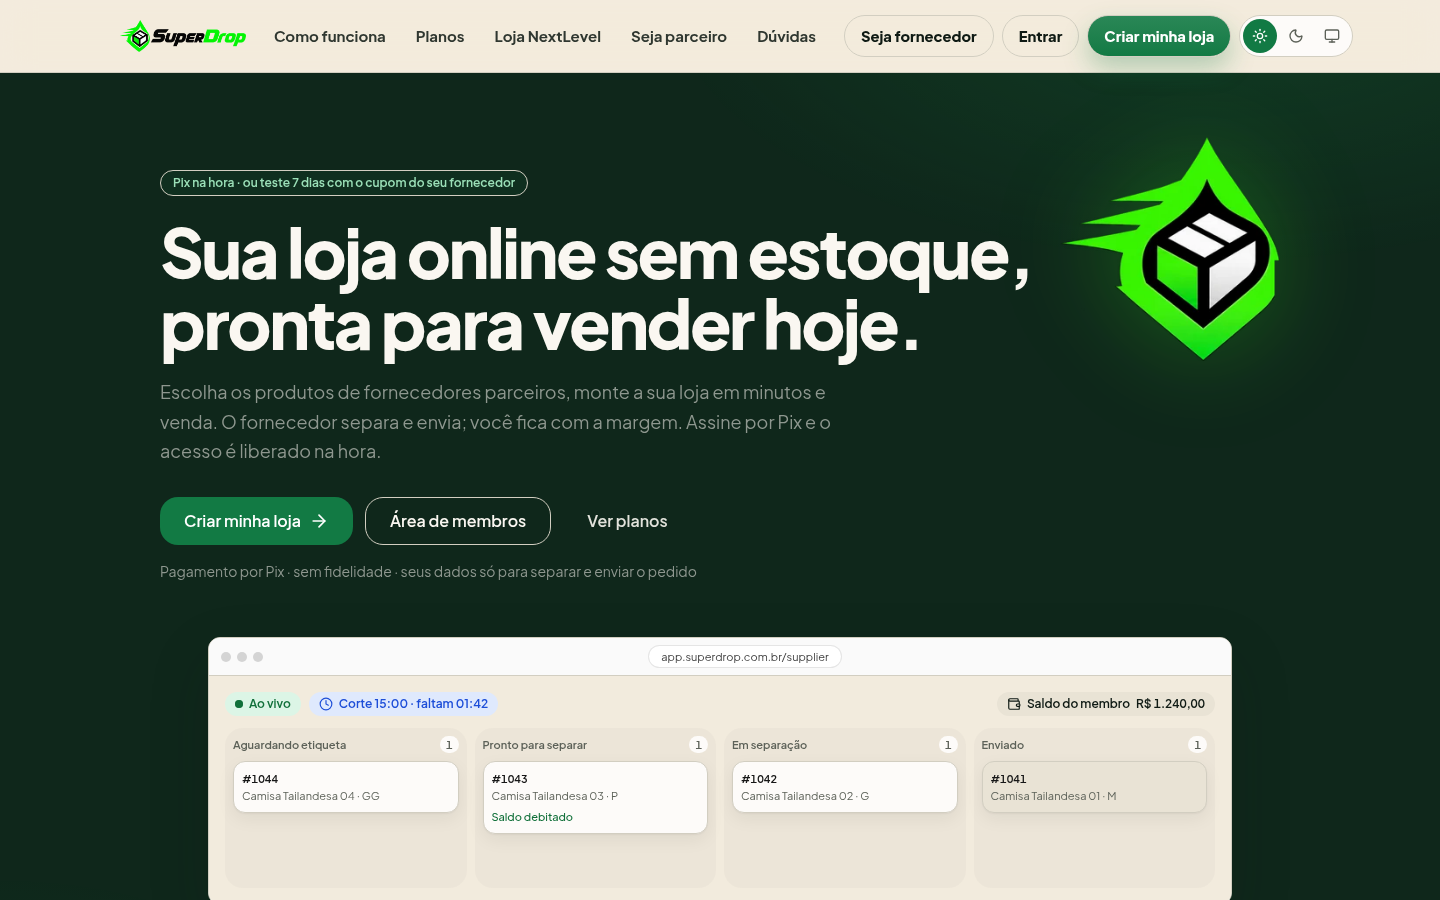 SuperDrop
Como funciona
Planos
Loja NextLevel
Seja parceiro
Dúvidas
Seja fornecedor
Entrar
Criar minha loja
Pix na hora · ou teste 7 dias com o cupom do seu fornecedor
Sua loja online sem estoque,
pronta para vender hoje.
Escolha os produtos de fornecedores parceiros, monte a sua loja em minutos e
venda. O fornecedor separa e envia; você fica com a margem. Assine por Pix e o
acesso é liberado na hora.
Criar minha loja
Área de membros
Ver planos
Pagamento por Pix · sem fidelidade · seus dados só para separar e enviar o pedido
app.superdrop.com.br/supplier
Ao vivo
Corte 15:00 · faltam 01:42
Saldo do membro R$ 1.240,00
Aguardando etiqueta 1
#1044
Camisa Tailandesa 04 · GG
Pronto para separar 1
#1043
Camisa Tailandesa 03 · P
Saldo debitado
Em separação 1
#1042
Camisa Tailandesa 02 · G
Enviado 1
#1041
Camisa Tailandesa 01 · M